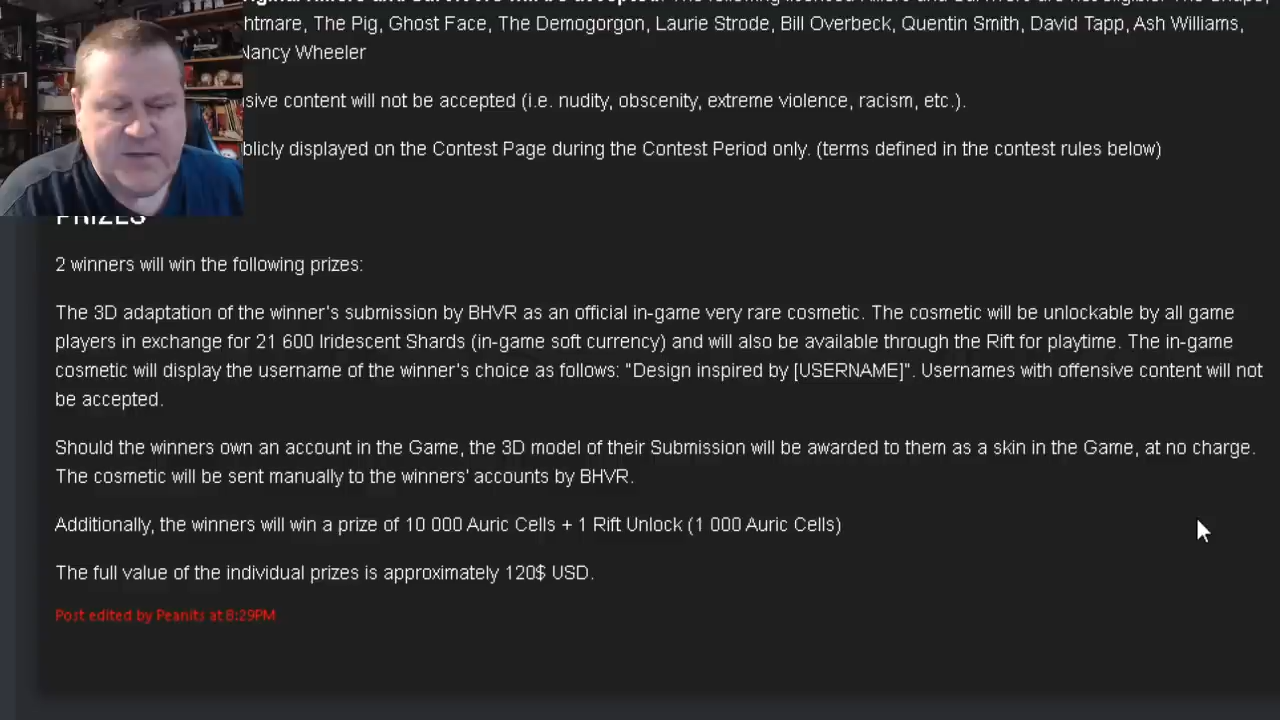 ntmare, The Pig, Ghost Face, The Demogorgon, Laurie Strode, Bill Overbeck, Quentin Smith, David Tapp, Ash Williams,
Nancy Wheeler
sive content will not be accepted (i.e. nudity, obscenity, extreme violence, racism, etc.).
blicly displayed on the Contest Page during the Contest Period only. (terms defined in the contest rules below)
PRIZES
2 winners will win the following prizes:
The 3D adaptation of the winner's submission by BHVR as an official in-game very rare cosmetic. The cosmetic will be unlockable by all game
players in exchange for 21 600 Iridescent Shards (in-game soft currency) and will also be available through the Rift for playtime. The in-game
cosmetic will display the username of the winner's choice as follows: "Design inspired by [USERNAME]". Usernames with offensive content will not
be accepted.
Should the winners own an account in the Game, the 3D model of their Submission will be awarded to them as a skin in the Game, at no charge.
The cosmetic will be sent manually to the winners' accounts by BHVR.
Additionally, the winners will win a prize of 10 000 Auric Cells + 1 Rift Unlock (1 000 Auric Cells)
The full value of the individual prizes is approximately 120$ USD.
Post edited by Peanits at 8:29PM